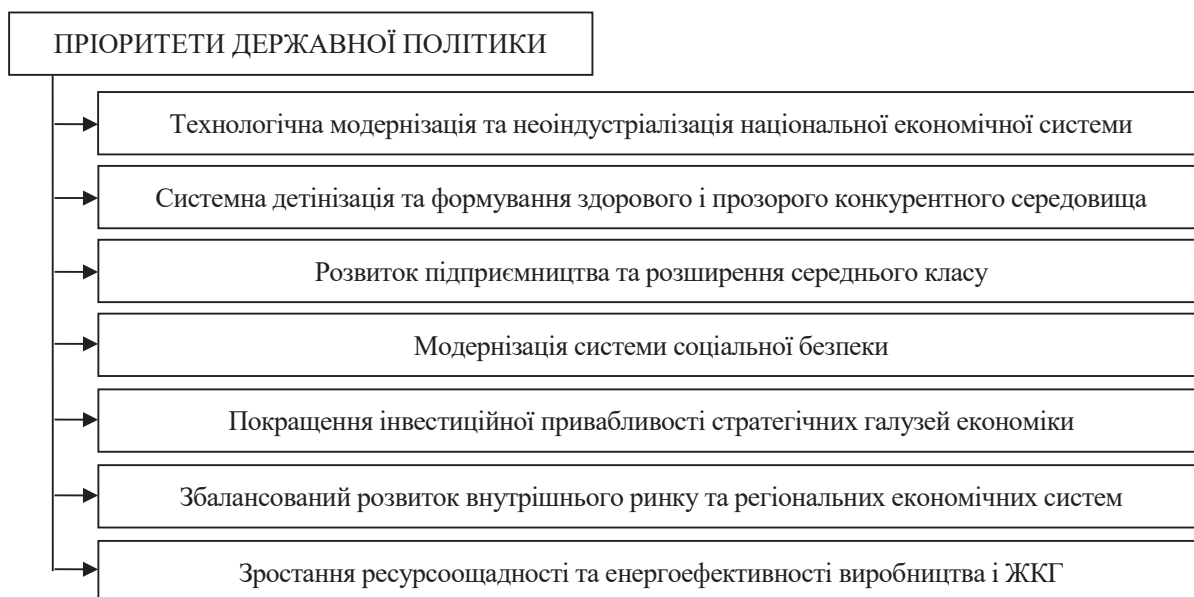 ПРІОРИТЕТИ ДЕРЖАВНОЇ ПОЛІТИКИ
Технологічна модернізація та неоіндустріалізація національної економічної системи
Системна детінізація та формування здорового і прозорого конкурентного середовища
Розвиток підприємництва та розширення середнього класу
Модернізація системи соціальної безпеки
Покращення інвестиційної привабливості стратегічних галузей економіки
Збалансований розвиток внутрішнього ринку та регіональних економічних систем
Зростання ресурсоощадності та енергоефективності виробництва і ЖКГ